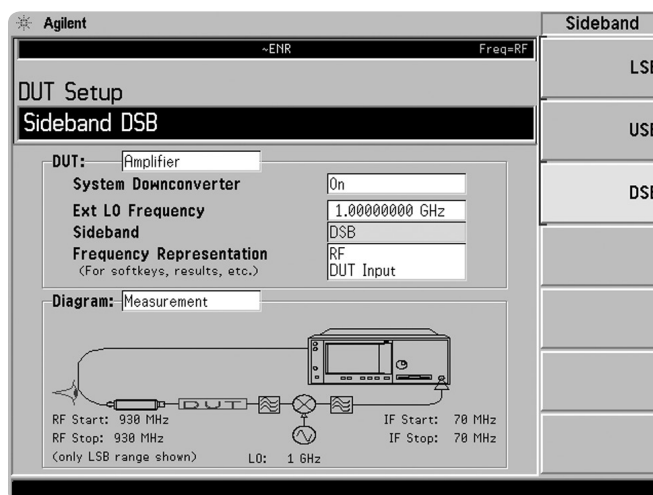 Agilent
Sideband
~ENR Freq=RF
DUT Setup
Sideband DSB
LSB
USB
DSB
DUT: Amplifier
System Downconverter On
Ext LO Frequency 1.00000000 GHz
Sideband DSB
Frequency Representation RF
(For softkeys, results, etc.) DUT Input
Diagram: Measurement
DUT
RF Start: 930 MHz IF Start: 70 MHz
RF Stop: 930 MHz IF Stop: 70 MHz
(only LSB range shown) LO: 1 GHz